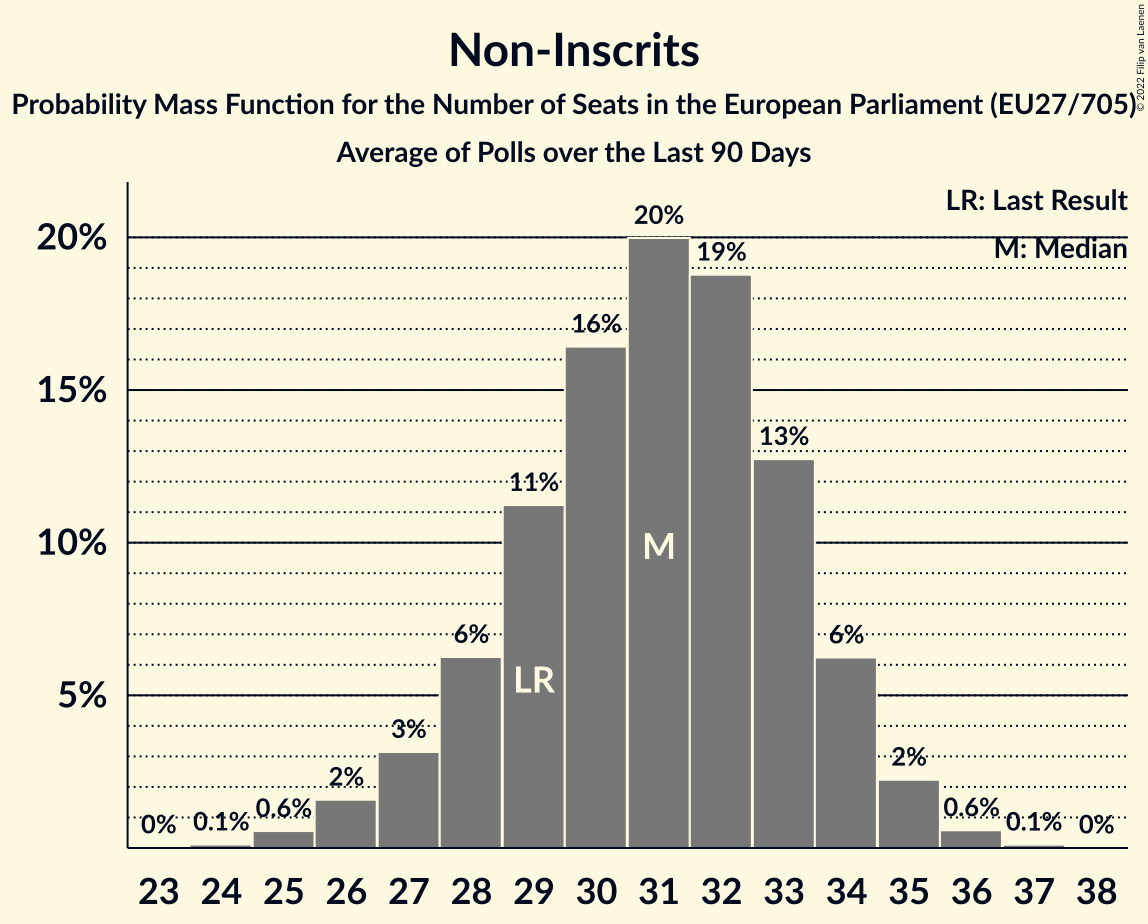 Non-Inscrits
Probability Mass Function for the Number of Seats in the European Parliament (EU27/705)
Average of Polls over the Last 90 Days
© 2022 Filip van Laenen
LR: Last Result
M: Median
20%
15%
10%
5%
0%
0.1%
0.6%
2%
3%
6%
11%
16%
20%
19%
13%
6%
2%
0.6%
0.1%
0%
LR
M
23 24 25 26 27 28 29 30 31 32 33 34 35 36 37 38